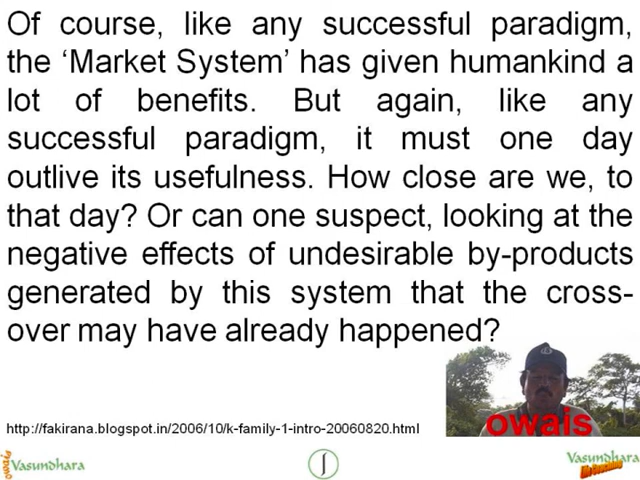 Of course, like any successful paradigm,
the ‘Market System’ has given humankind a
lot of benefits. But again, like any
successful paradigm, it must one day
outlive its usefulness. How close are we, to
that day? Or can one suspect, looking at the
negative effects of undesirable by-products
generated by this system that the cross-
over may have already happened?
owais
http://fakirana.blogspot.in/2006/10/k-family-1-intro-20060820.html
owais
Vasundhara
Vasundhara